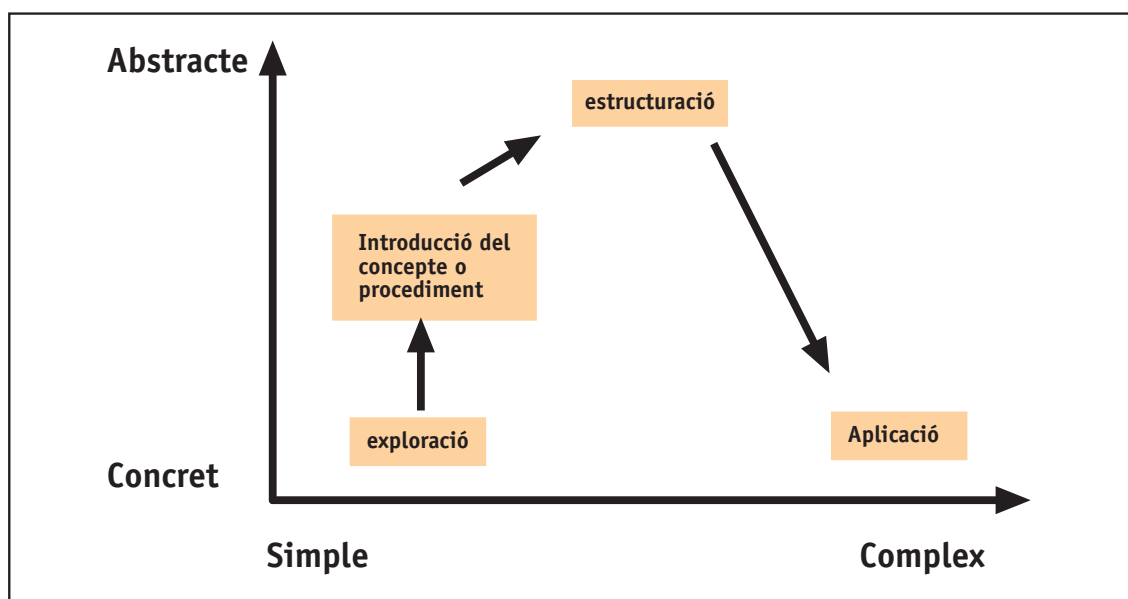 Abstracte
estructuració
Introducció del
concepte o
procediment
exploració
Aplicació
Concret
Simple
Complex